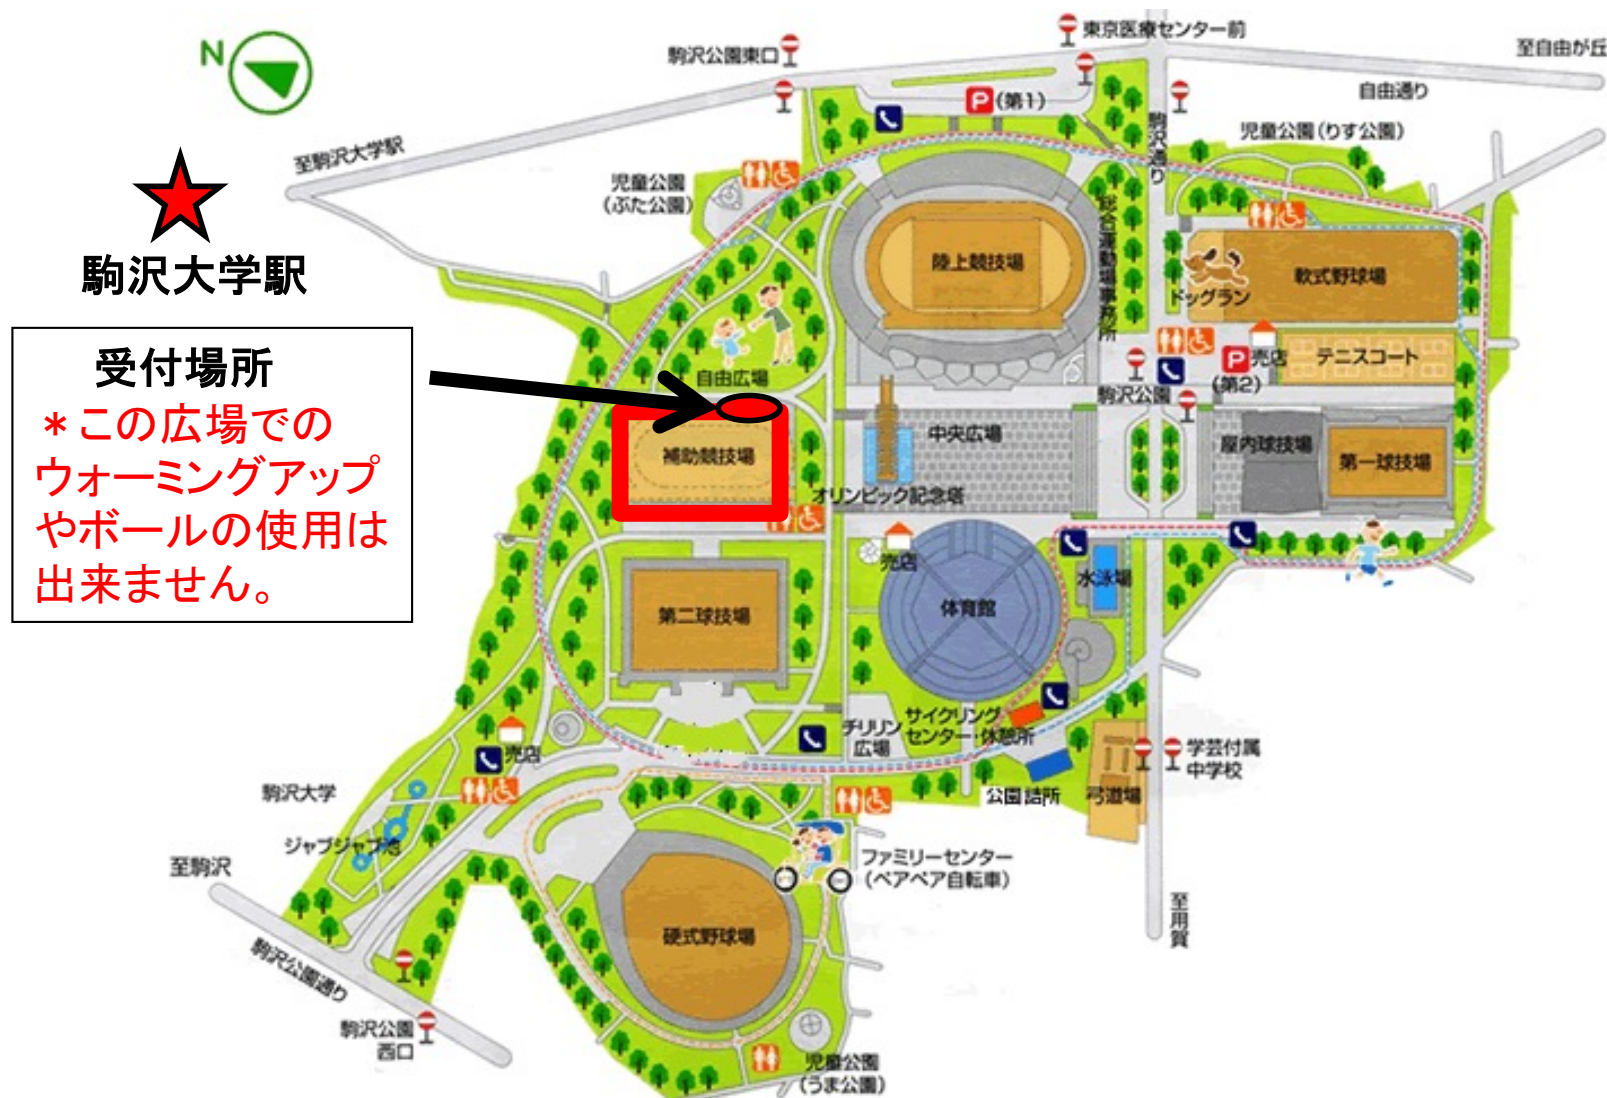 N
駒沢公園東口
東京医療センター前
至自由が丘
自由通り
P(第1)
駒沢通り
児童公園(りす公園)
至駒沢大学駅
児童公園
(ぶた公園)
駒沢大学駅
陸上競技場
総合運動場事務所
ドッグラン
軟式野球場
受付場所
＊この広場での
ウォーミングアップ
やボールの使用は
出来ません。
自由広場
P
(第2)
売店
テニスコート
駒沢公園
補助競技場
中央広場
オリンピック記念塔
屋内球技場
第一球技場
売店
水泳場
第二球技場
体育館
売店
チリリン
広場
サイクリング
センター・休憩所
学芸付属
中学校
公園詰所
弓道場
駒沢大学
ジャブジャブ池
至駒沢
ファミリーセンター
(ペアペア自転車)
至用賀
硬式野球場
駒沢公園通り
駒沢公園
西口
児童公園
(うま公園)